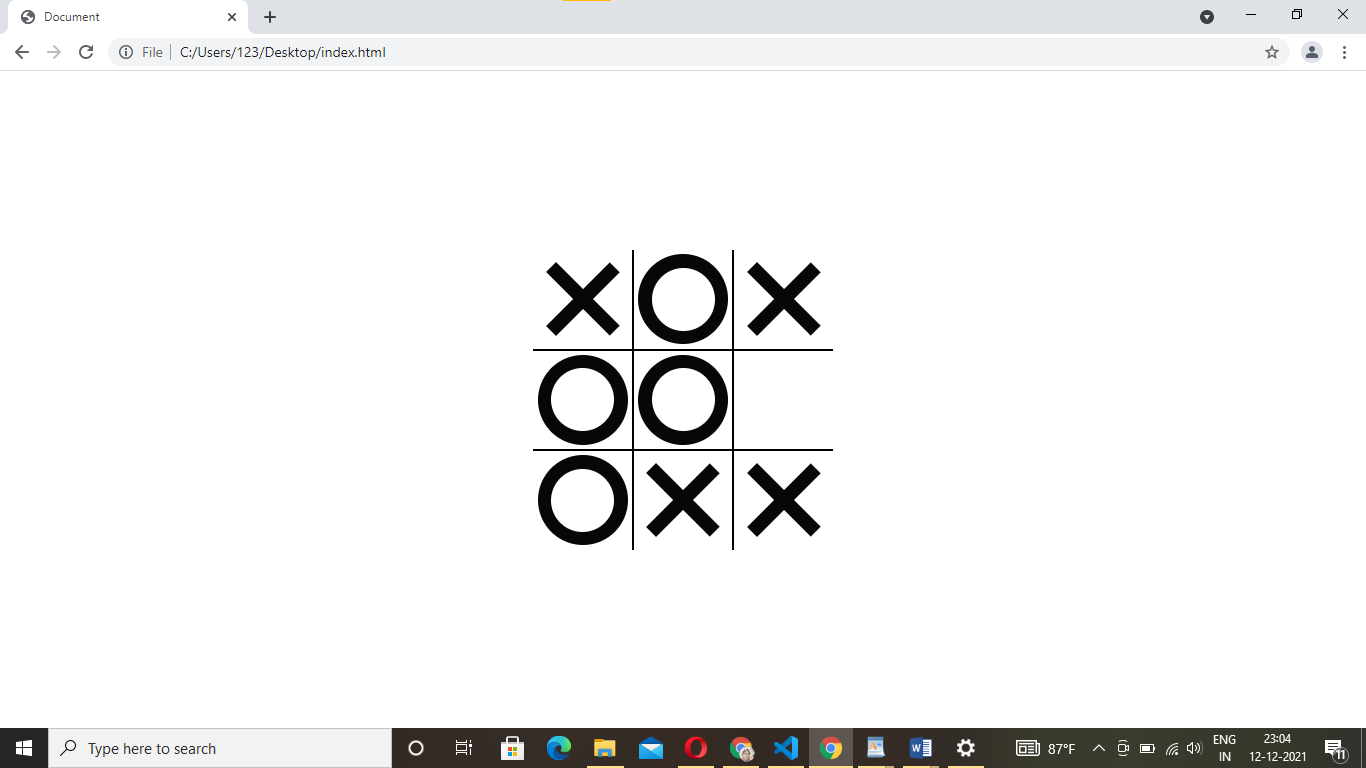 Document
File
C:/Users/123/Desktop/index.html
X O X
O O
O X X
Type here to search
87°F
ENG
IN
23:04
12-12-2021
11